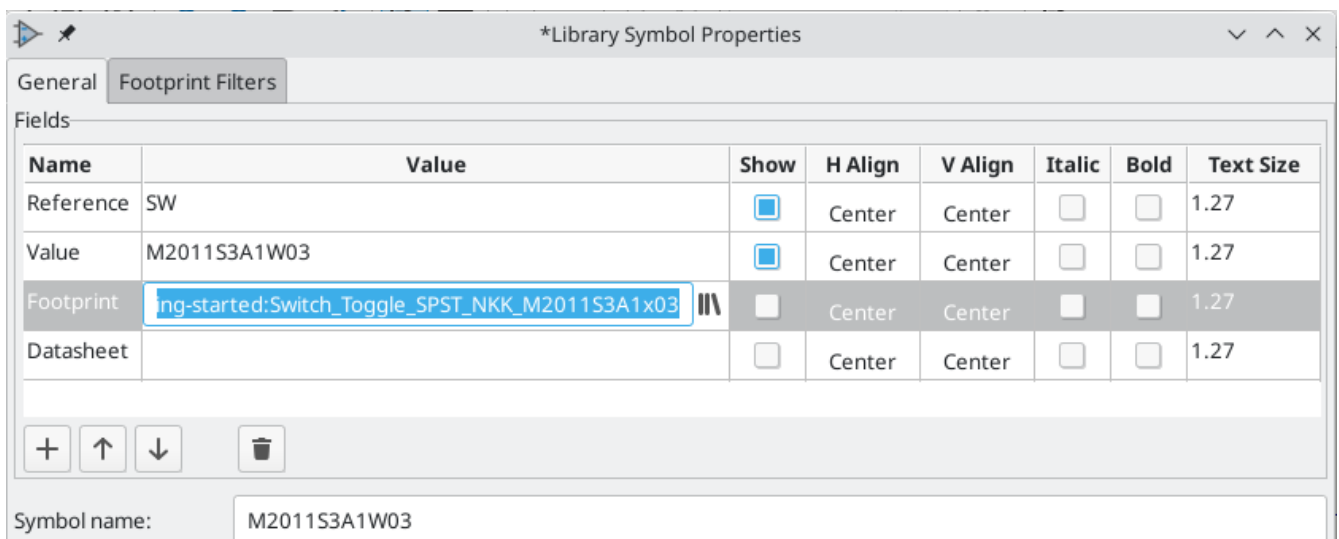 *Library Symbol Properties
General Footprint Filters
Fields
Name Value Show H Align V Align Italic Bold Text Size
Reference SW Center Center 1.27
Value M2011S3A1W03 Center Center 1.27
Footprint ing-started:Switch_Toggle_SPST_NKK_M2011S3A1x03 Center Center 1.27
Datasheet Center Center 1.27
Symbol name: M2011S3A1W03